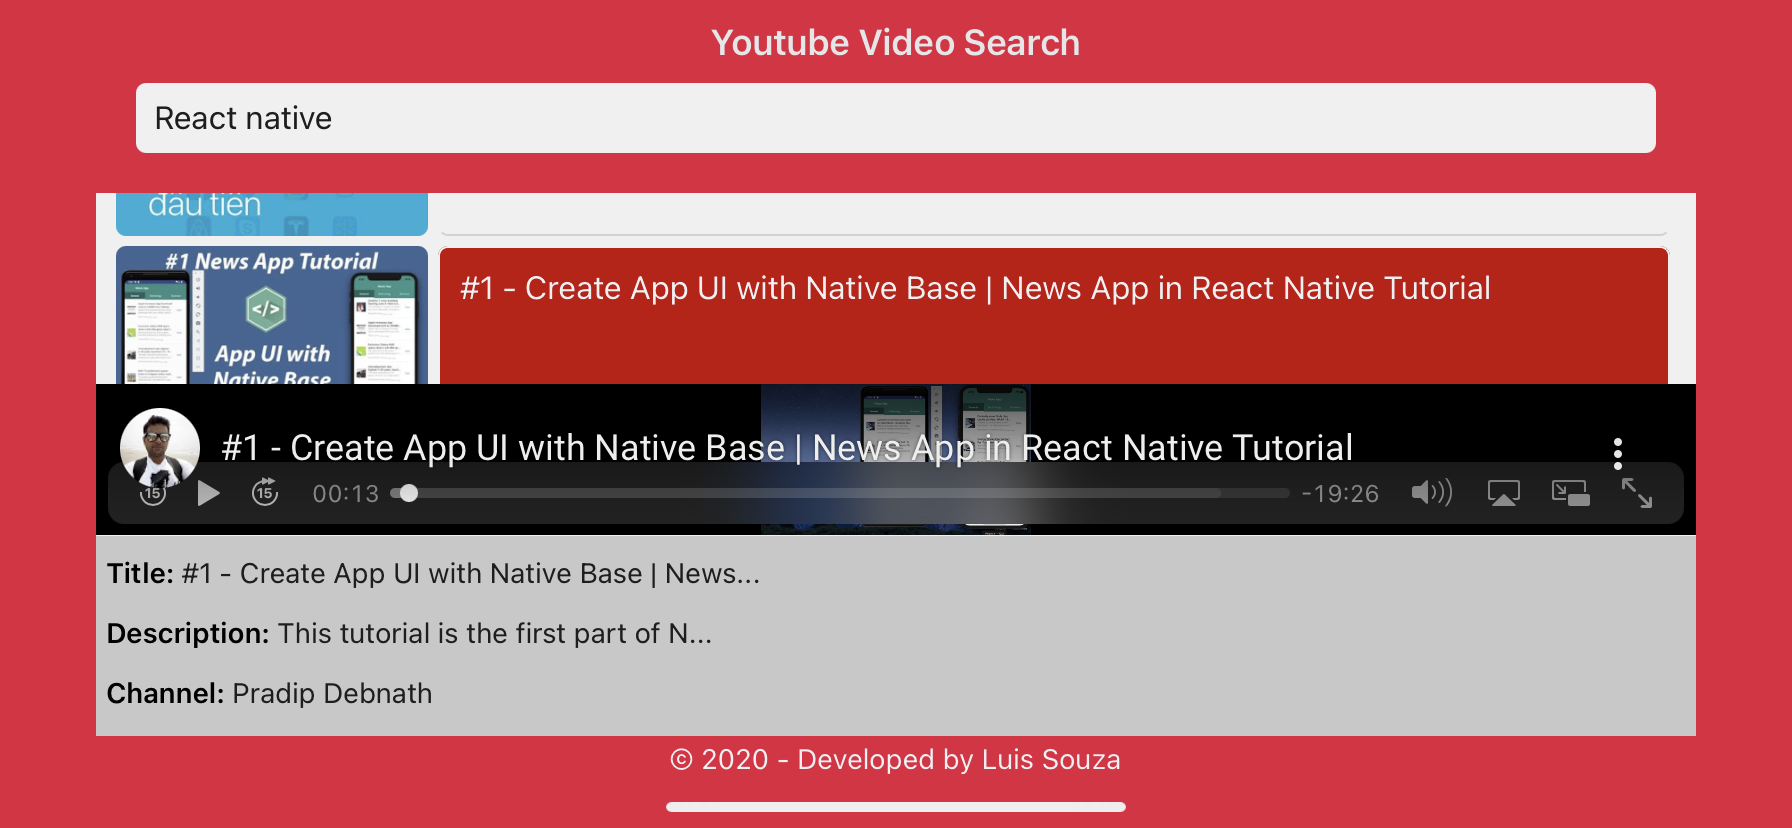 Youtube Video Search
React native
đầu tiên
#1 News App Tutorial
</>
App UI with
Native Base
#1 - Create App UI with Native Base | News App in React Native Tutorial
#1 - Create App UI with Native Base | News App in React Native Tutorial
15
15
00:13
-19:26
Title: #1 - Create App UI with Native Base | News...
Description: This tutorial is the first part of N...
Channel: Pradip Debnath
© 2020 - Developed by Luis Souza